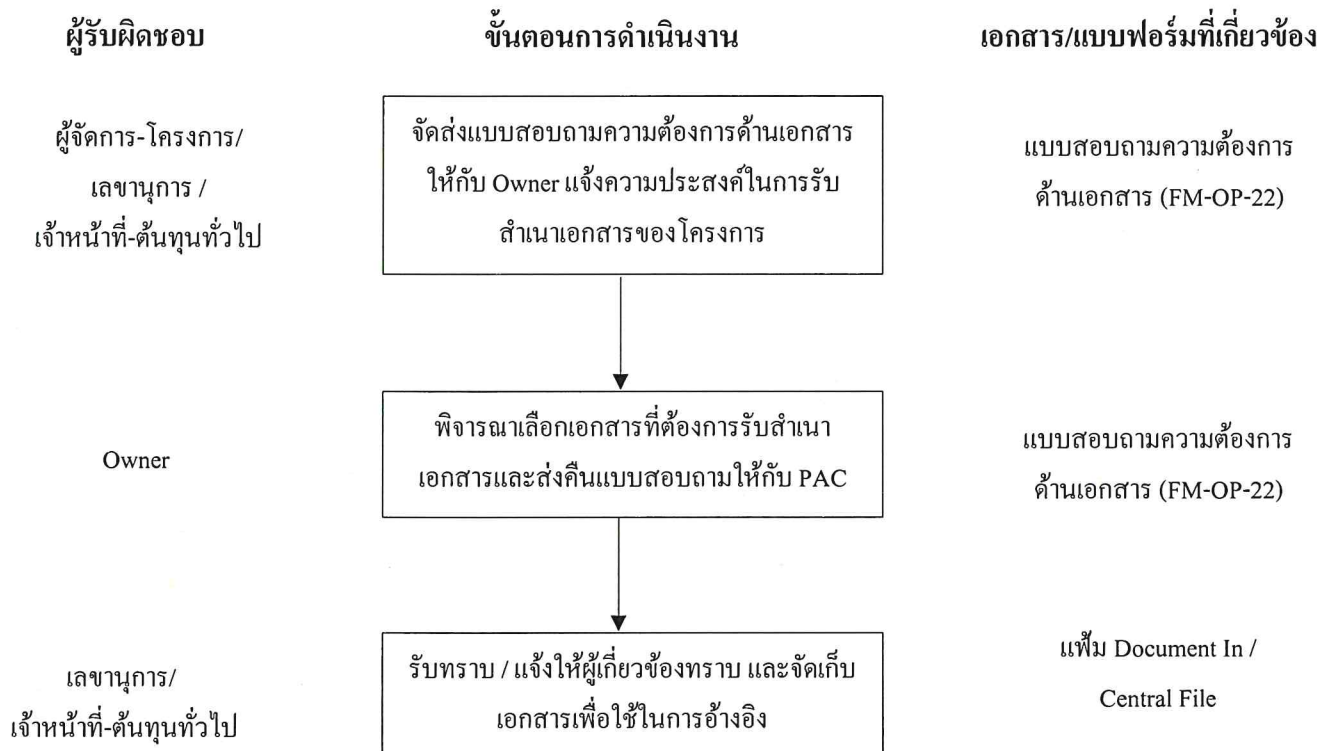 ผู้รับผิดชอบ
ขั้นตอนการดำเนินงาน
เอกสาร/แบบฟอร์มที่เกี่ยวข้อง
ผู้จัดการ-โครงการ/
เลขานุการ /
เจ้าหน้าที่-ต้นทุนทั่วไป
จัดส่งแบบสอบถามความต้องการด้านเอกสาร
ให้กับ Owner แจ้งความประสงค์ในการรับ
สำเนาเอกสารของโครงการ
แบบสอบถามความต้องการ
ด้านเอกสาร (FM-OP-22)
Owner
พิจารณาเลือกเอกสารที่ต้องการรับสำเนา
เอกสารและส่งคืนแบบสอบถามให้กับ PAC
แบบสอบถามความต้องการ
ด้านเอกสาร (FM-OP-22)
เลขานุการ/
เจ้าหน้าที่-ต้นทุนทั่วไป
รับทราบ / แจ้งให้ผู้เกี่ยวข้องทราบ และจัดเก็บ
เอกสารเพื่อใช้ในการอ้างอิง
แฟ้ม Document In /
Central File